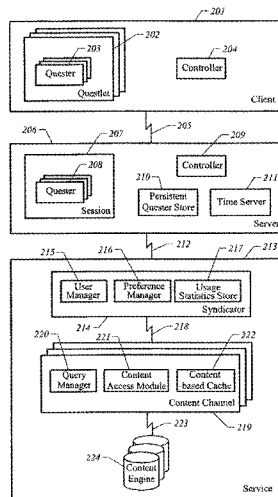 201
203
202
204
Quester
Controller
Questlet
Client
206
207
205
209
208
Controller
210
211
Quester
Persistent
Quester Store
Time Server
Session
Server
212
213
215
216
217
User
Manager
Preference
Manager
Usage
Statistics Store
Syndicator
214
218
220
221
222
Query
Manager
Content
Access Module
Content
based Cache
Content Channel
219
223
224
Content
Engine
Service